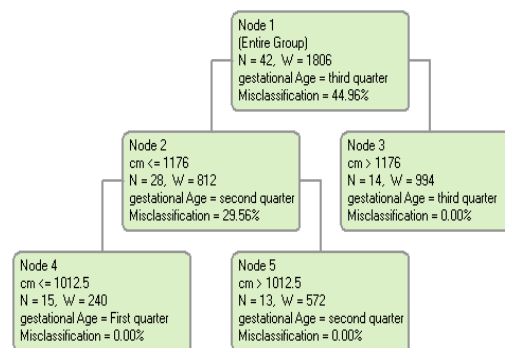 Node 1
(Entire Group)
N = 42, W = 1806
gestational Age = third quarter
Misclassification = 44.96%
Node 2
cm <= 1176
N = 28, W = 812
gestational Age = second quarter
Misclassification = 29.56%
Node 3
cm > 1176
N = 14, W = 994
gestational Age = third quarter
Misclassification = 0.00%
Node 4
cm <= 1012.5
N = 15, W = 240
gestational Age = First quarter
Misclassification = 0.00%
Node 5
cm > 1012.5
N = 13, W = 572
gestational Age = second quarter
Misclassification = 0.00%